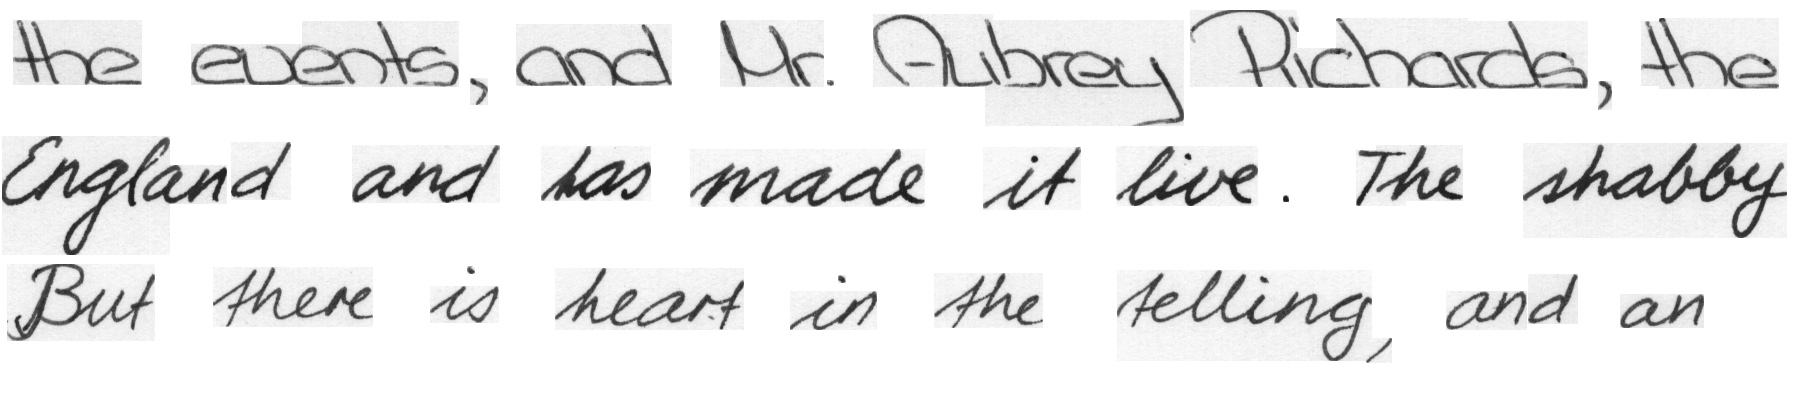 the events, and Mr. Aubrey Richards, the
England and has made it live. The shabby
But there is heart in the telling, and an